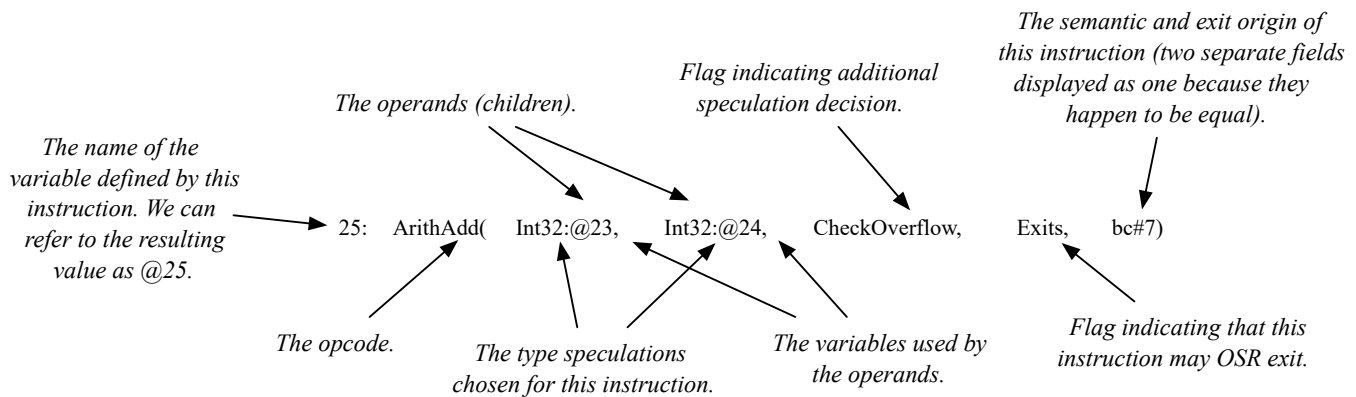 The semantic and exit origin of
this instruction (two separate fields
displayed as one because they
happen to be equal).
Flag indicating additional
speculation decision.
The operands (children).
The name of the
variable defined by this
instruction. We can
refer to the resulting
value as @25.
25: ArithAdd( Int32:@23, Int32:@24, CheckOverflow, Exits, bc#7)
The opcode.
The type speculations
chosen for this instruction.
The variables used by
the operands.
Flag indicating that this
instruction may OSR exit.